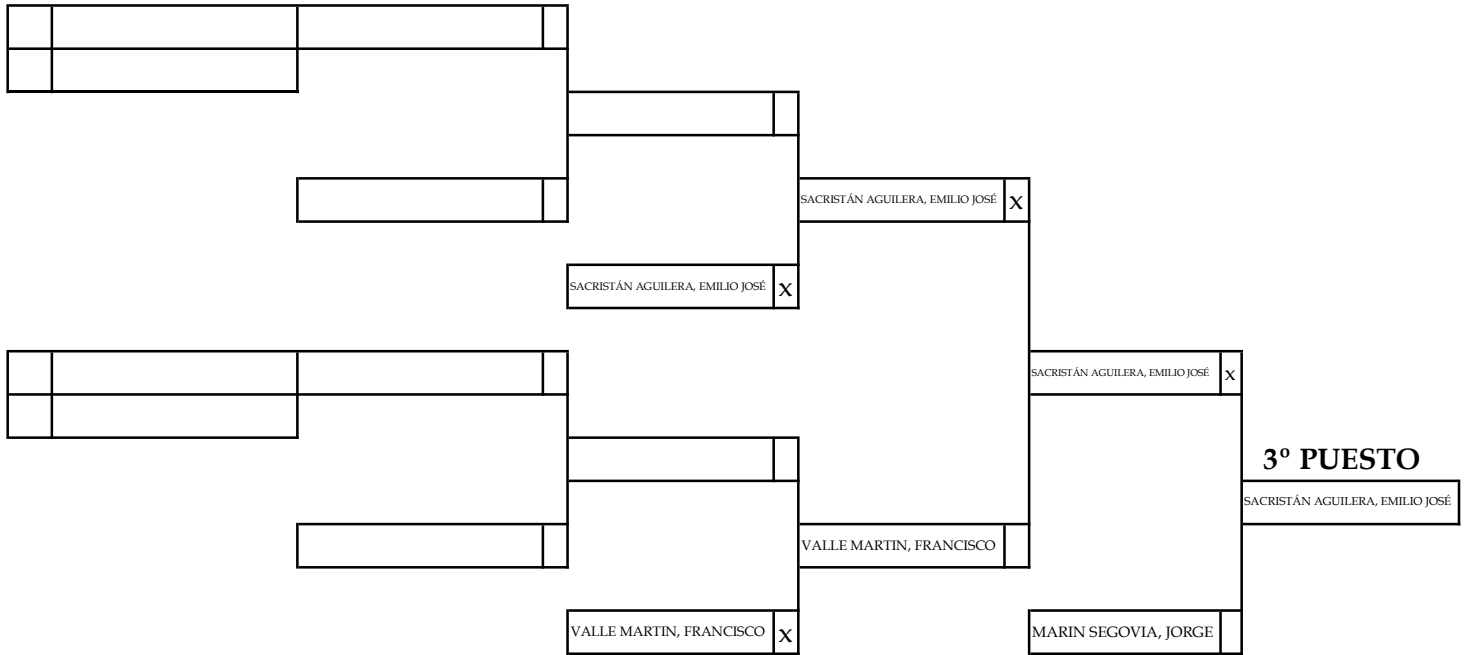 SACRISTÁN AGUILERA, EMILIO JOSÉ X
SACRISTÁN AGUILERA, EMILIO JOSÉ X
SACRISTÁN AGUILERA, EMILIO JOSÉ X
3º PUESTO
SACRISTÁN AGUILERA, EMILIO JOSÉ
VALLE MARTIN, FRANCISCO
VALLE MARTIN, FRANCISCO X
MARIN SEGOVIA, JORGE